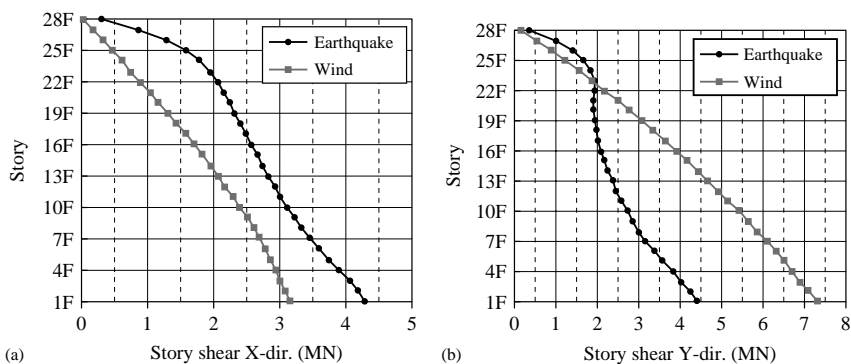 28F
25F
22F
19F
16F
13F
10F
7F
4F
1F
Story
Earthquake
Wind
0 1 2 3 4 5
(a) Story shear X-dir. (MN)
28F
25F
22F
19F
16F
13F
10F
7F
4F
1F
Story
Earthquake
Wind
0 1 2 3 4 5 6 7 8
(b) Story shear Y-dir. (MN)